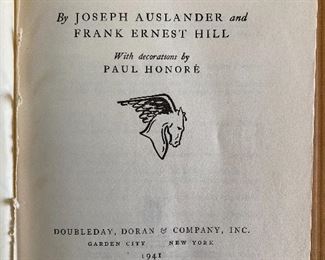 By JOSEPH AUSLANDER and
FRANK ERNEST HILL
With decorations by
PAUL HONORÉ
DOUBLEDAY, DORAN & COMPANY, INC.
GARDEN CITY NEW YORK
1941